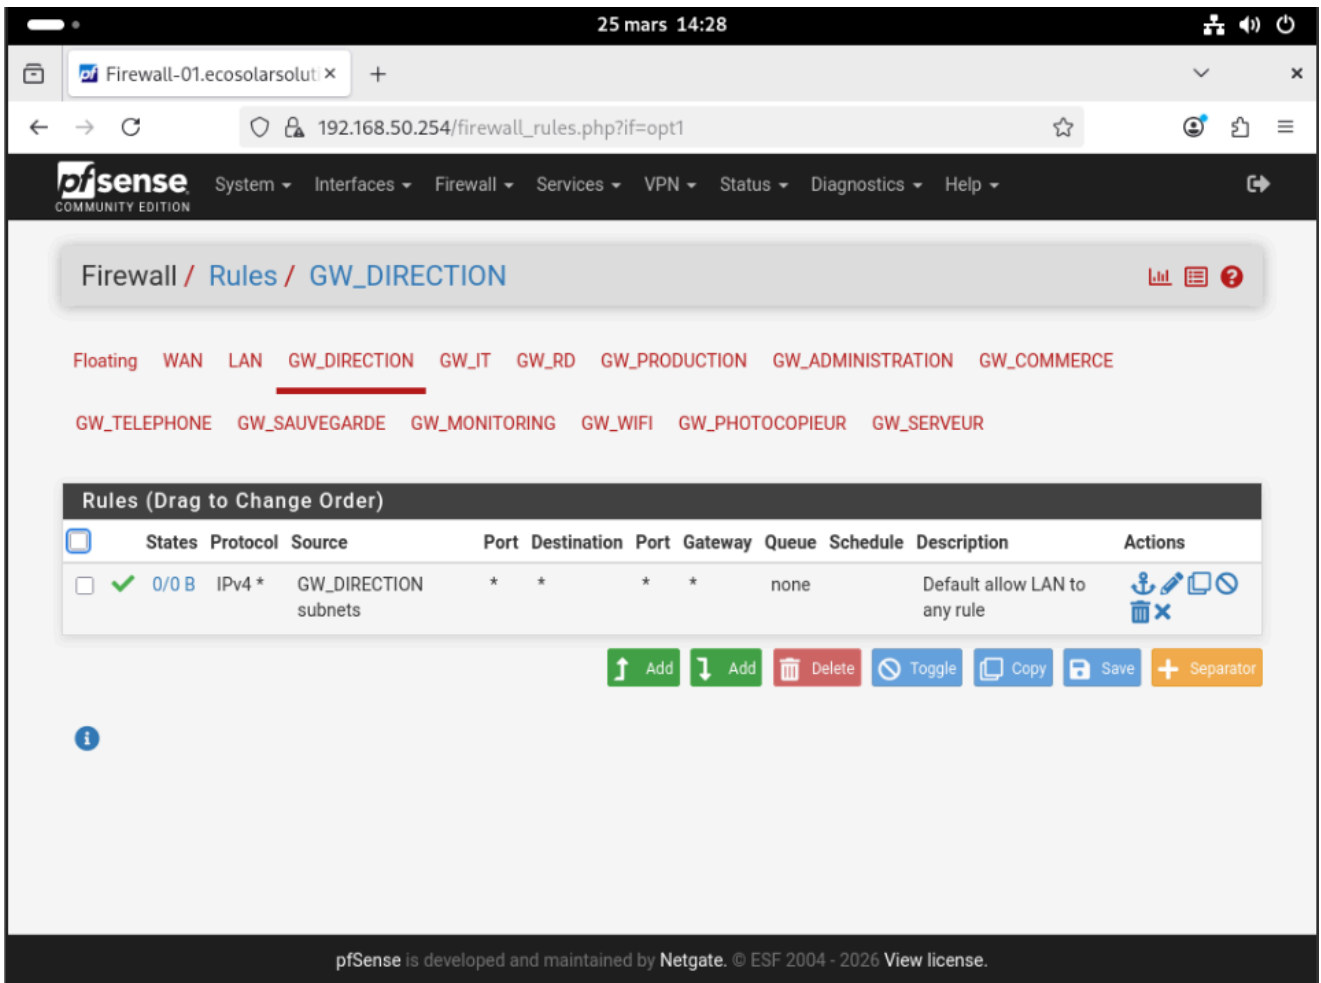 25 mars 14:28
Firewall-01.ecosolarsoluti
192.168.50.254/firewall_rules.php?if=opt1
pfsense System Interfaces Firewall Services VPN Status Diagnostics Help
COMMUNITY EDITION
Firewall / Rules / GW_DIRECTION
Floating WAN LAN GW_DIRECTION GW_IT GW_RD GW_PRODUCTION GW_ADMINISTRATION GW_COMMERCE
GW_TELEPHONE GW_SAUVEGARDE GW_MONITORING GW_WIFI GW_PHOTOCOPIEUR GW_SERVEUR
Rules (Drag to Change Order)
States Protocol Source Port Destination Port Gateway Queue Schedule Description Actions
0/0 B IPv4 * GW_DIRECTION * * * * none Default allow LAN to
subnets any rule
Add Add Delete Toggle Copy Save Separator
pfSense is developed and maintained by Netgate. © ESF 2004 - 2026 View license.